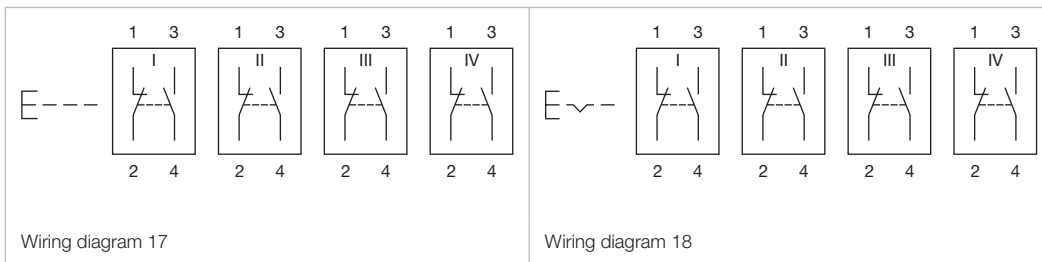 1 3 1 3 1 3 1 3 1 3 1 3 1 3 1 3
I II III IV I II III IV
2 4 2 4 2 4 2 4 2 4 2 4 2 4 2 4
Wiring diagram 17 Wiring diagram 18